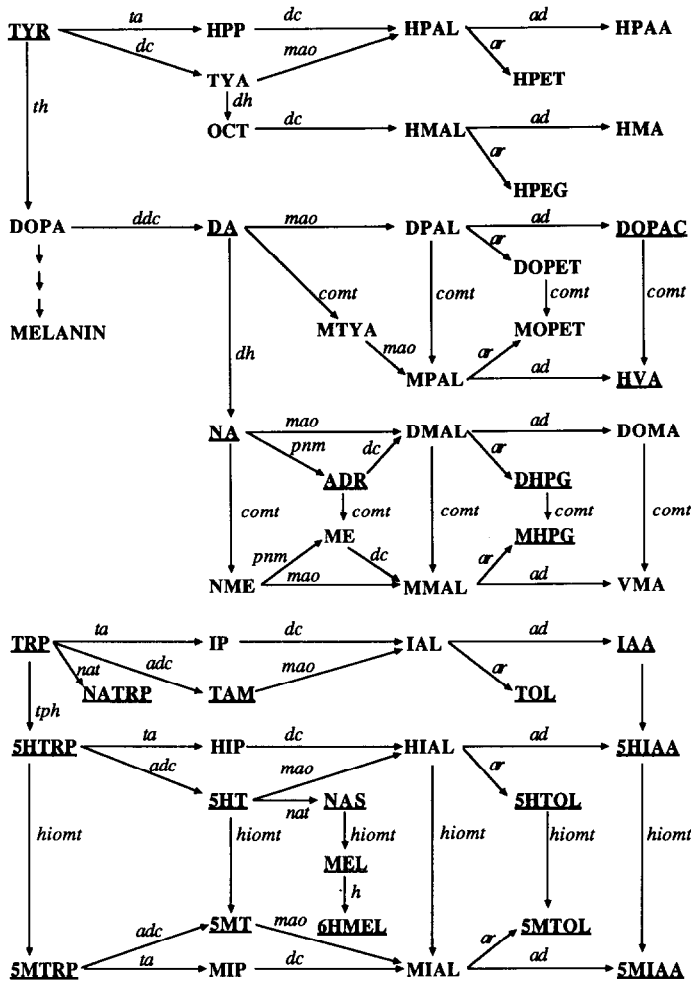 ta dc ad
TYR HPP HPAL HPAA
dc mao ar
TYA HPET
th dh dc ad
OCT HMAL HMA
ar
HPEG
ddc mao ad
DOPA DA DPAL DOPAC
ar
DOPET
comt comt comt comt
MTYA MOPET
MELANIN
dh mao ar ad
MPAL HVA
mao ad
NA DMAL DOMA
pnm dc ar
ADR DHPG
comt comt comt comt comt
ME MHPG
pnm dc ar
mao ad
NME MMAL VMA
ta dc ad
TRP IP IAL IAA
nat adc mao ar
NATRP TAM TOL
tph
ta dc ad
5HTRP HIP HIAL 5HIAA
adc mao ar
5HT NAS 5HTOL
nat
hiomt hiomt hiomt hiomt hiomt hiomt
MEL
h
adc 5MT mao 6HMEL ar 5MTOL
ta dc ad
5MTRP MIP MIAL 5MIAA